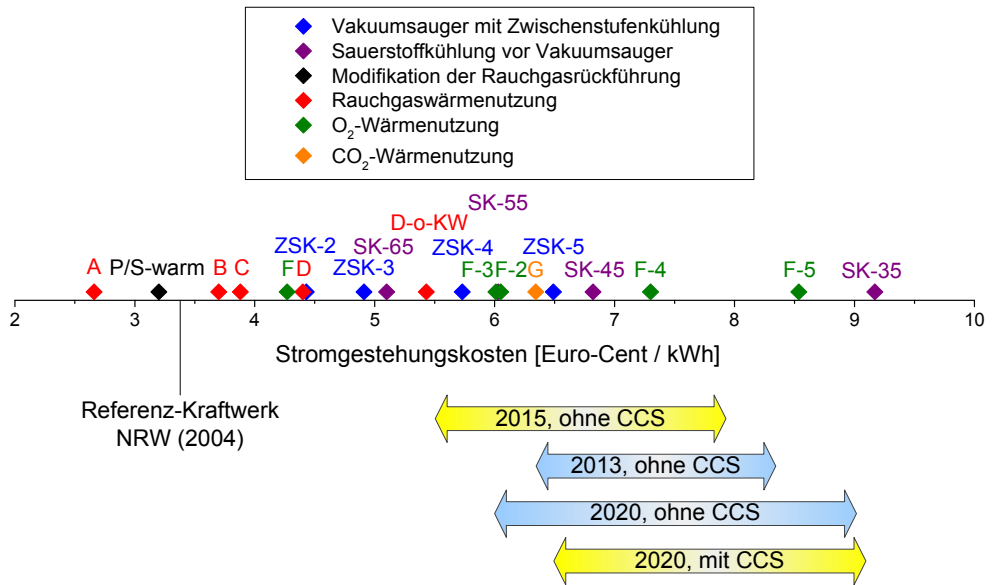 Vakuumsauger mit Zwischenstufenkühlung
Sauerstoffkühlung vor Vakuumsauger
Modifikation der Rauchgasrückführung
Rauchgaswärmenutzung
O₂-Wärmenutzung
CO₂-Wärmenutzung
SK-55
D-o-KW
ZSK-2 SK-65 ZSK-4 ZSK-5
A P/S-warm B C F D ZSK-3 F-3 F-2 G SK-45 F-4 F-5 SK-35
2 3 4 5 6 7 8 9 10
Stromgestehungskosten [Euro-Cent / kWh]
Referenz-Kraftwerk
NRW (2004)
2015, ohne CCS
2013, ohne CCS
2020, ohne CCS
2020, mit CCS